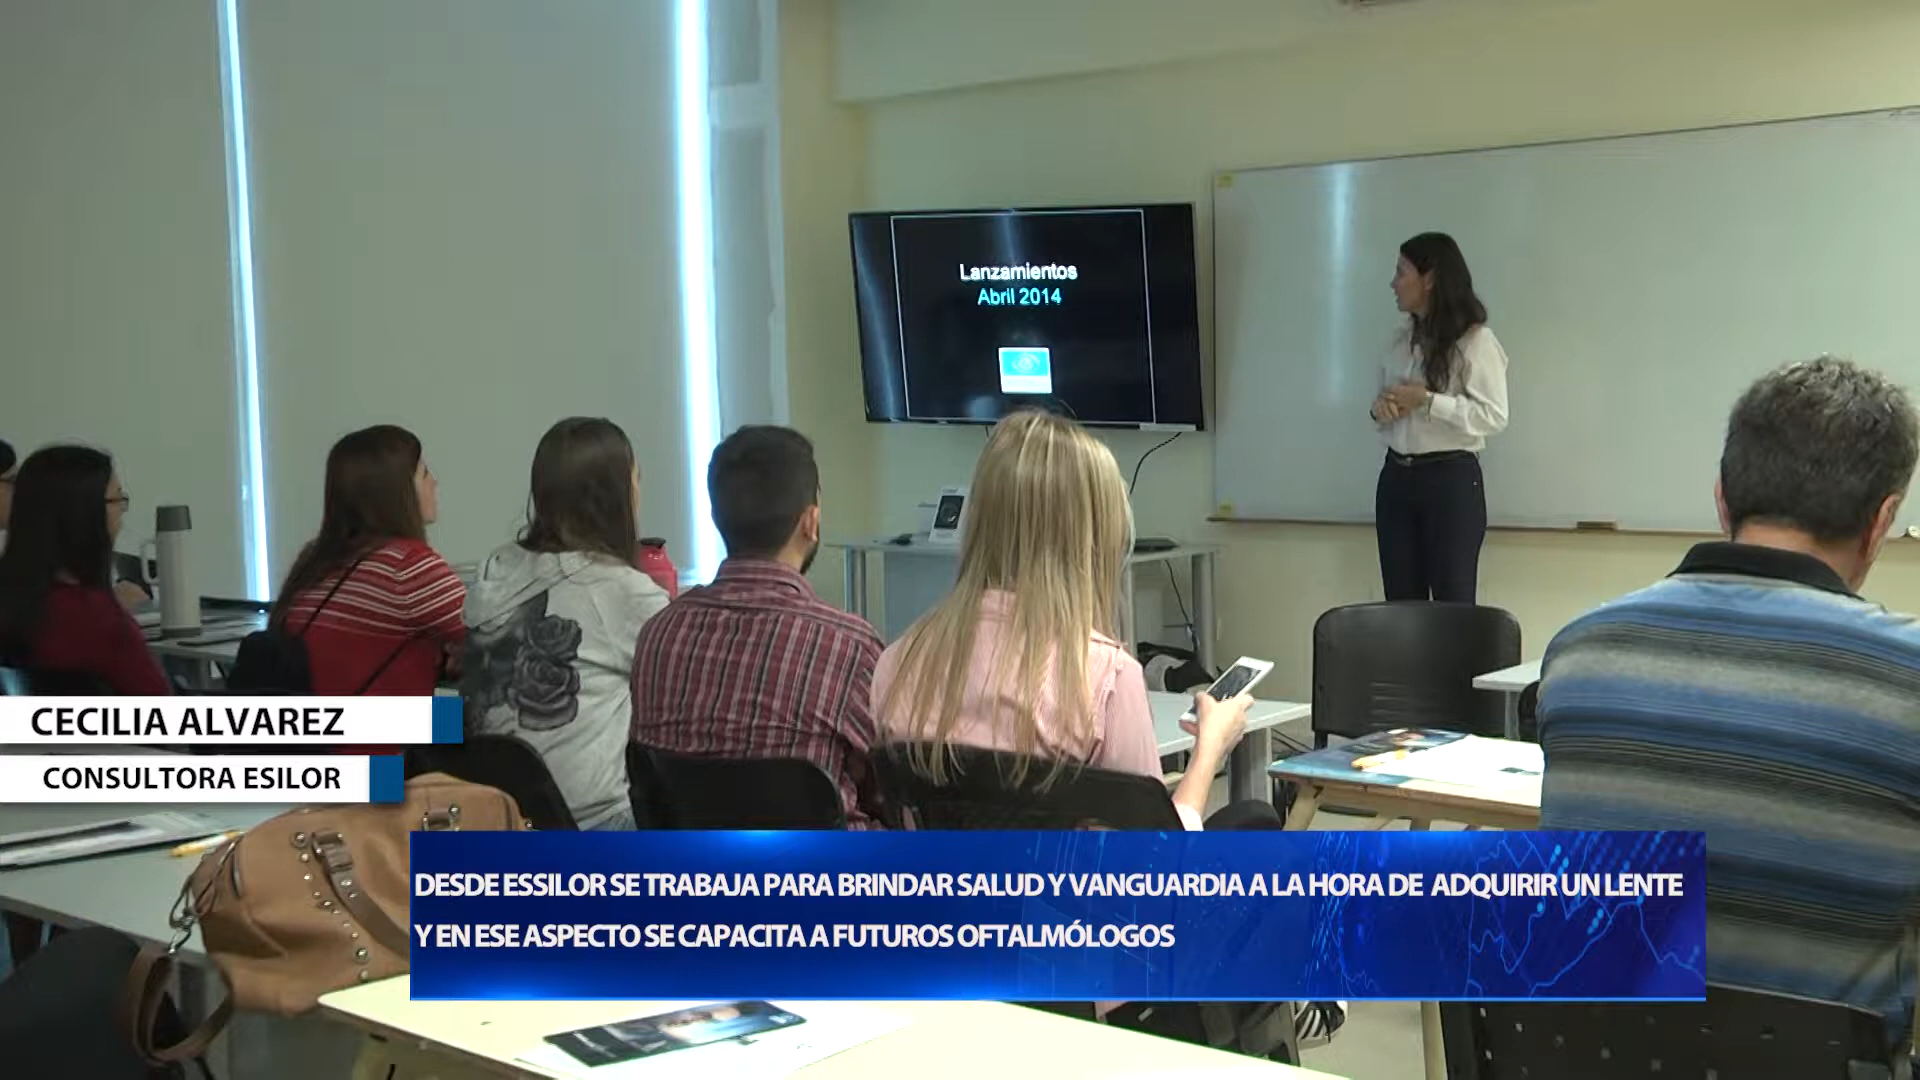 Lanzamientos
Abril 2014
CECILIA ALVAREZ
CONSULTORA ESILOR
DESDE ESSILOR SE TRABAJA PARA BRINDAR SALUD Y VANGUARDIA A LA HORA DE ADQUIRIR UN LENTE
Y EN ESE ASPECTO SE CAPACITA A FUTUROS OFTALMÓLOGOS